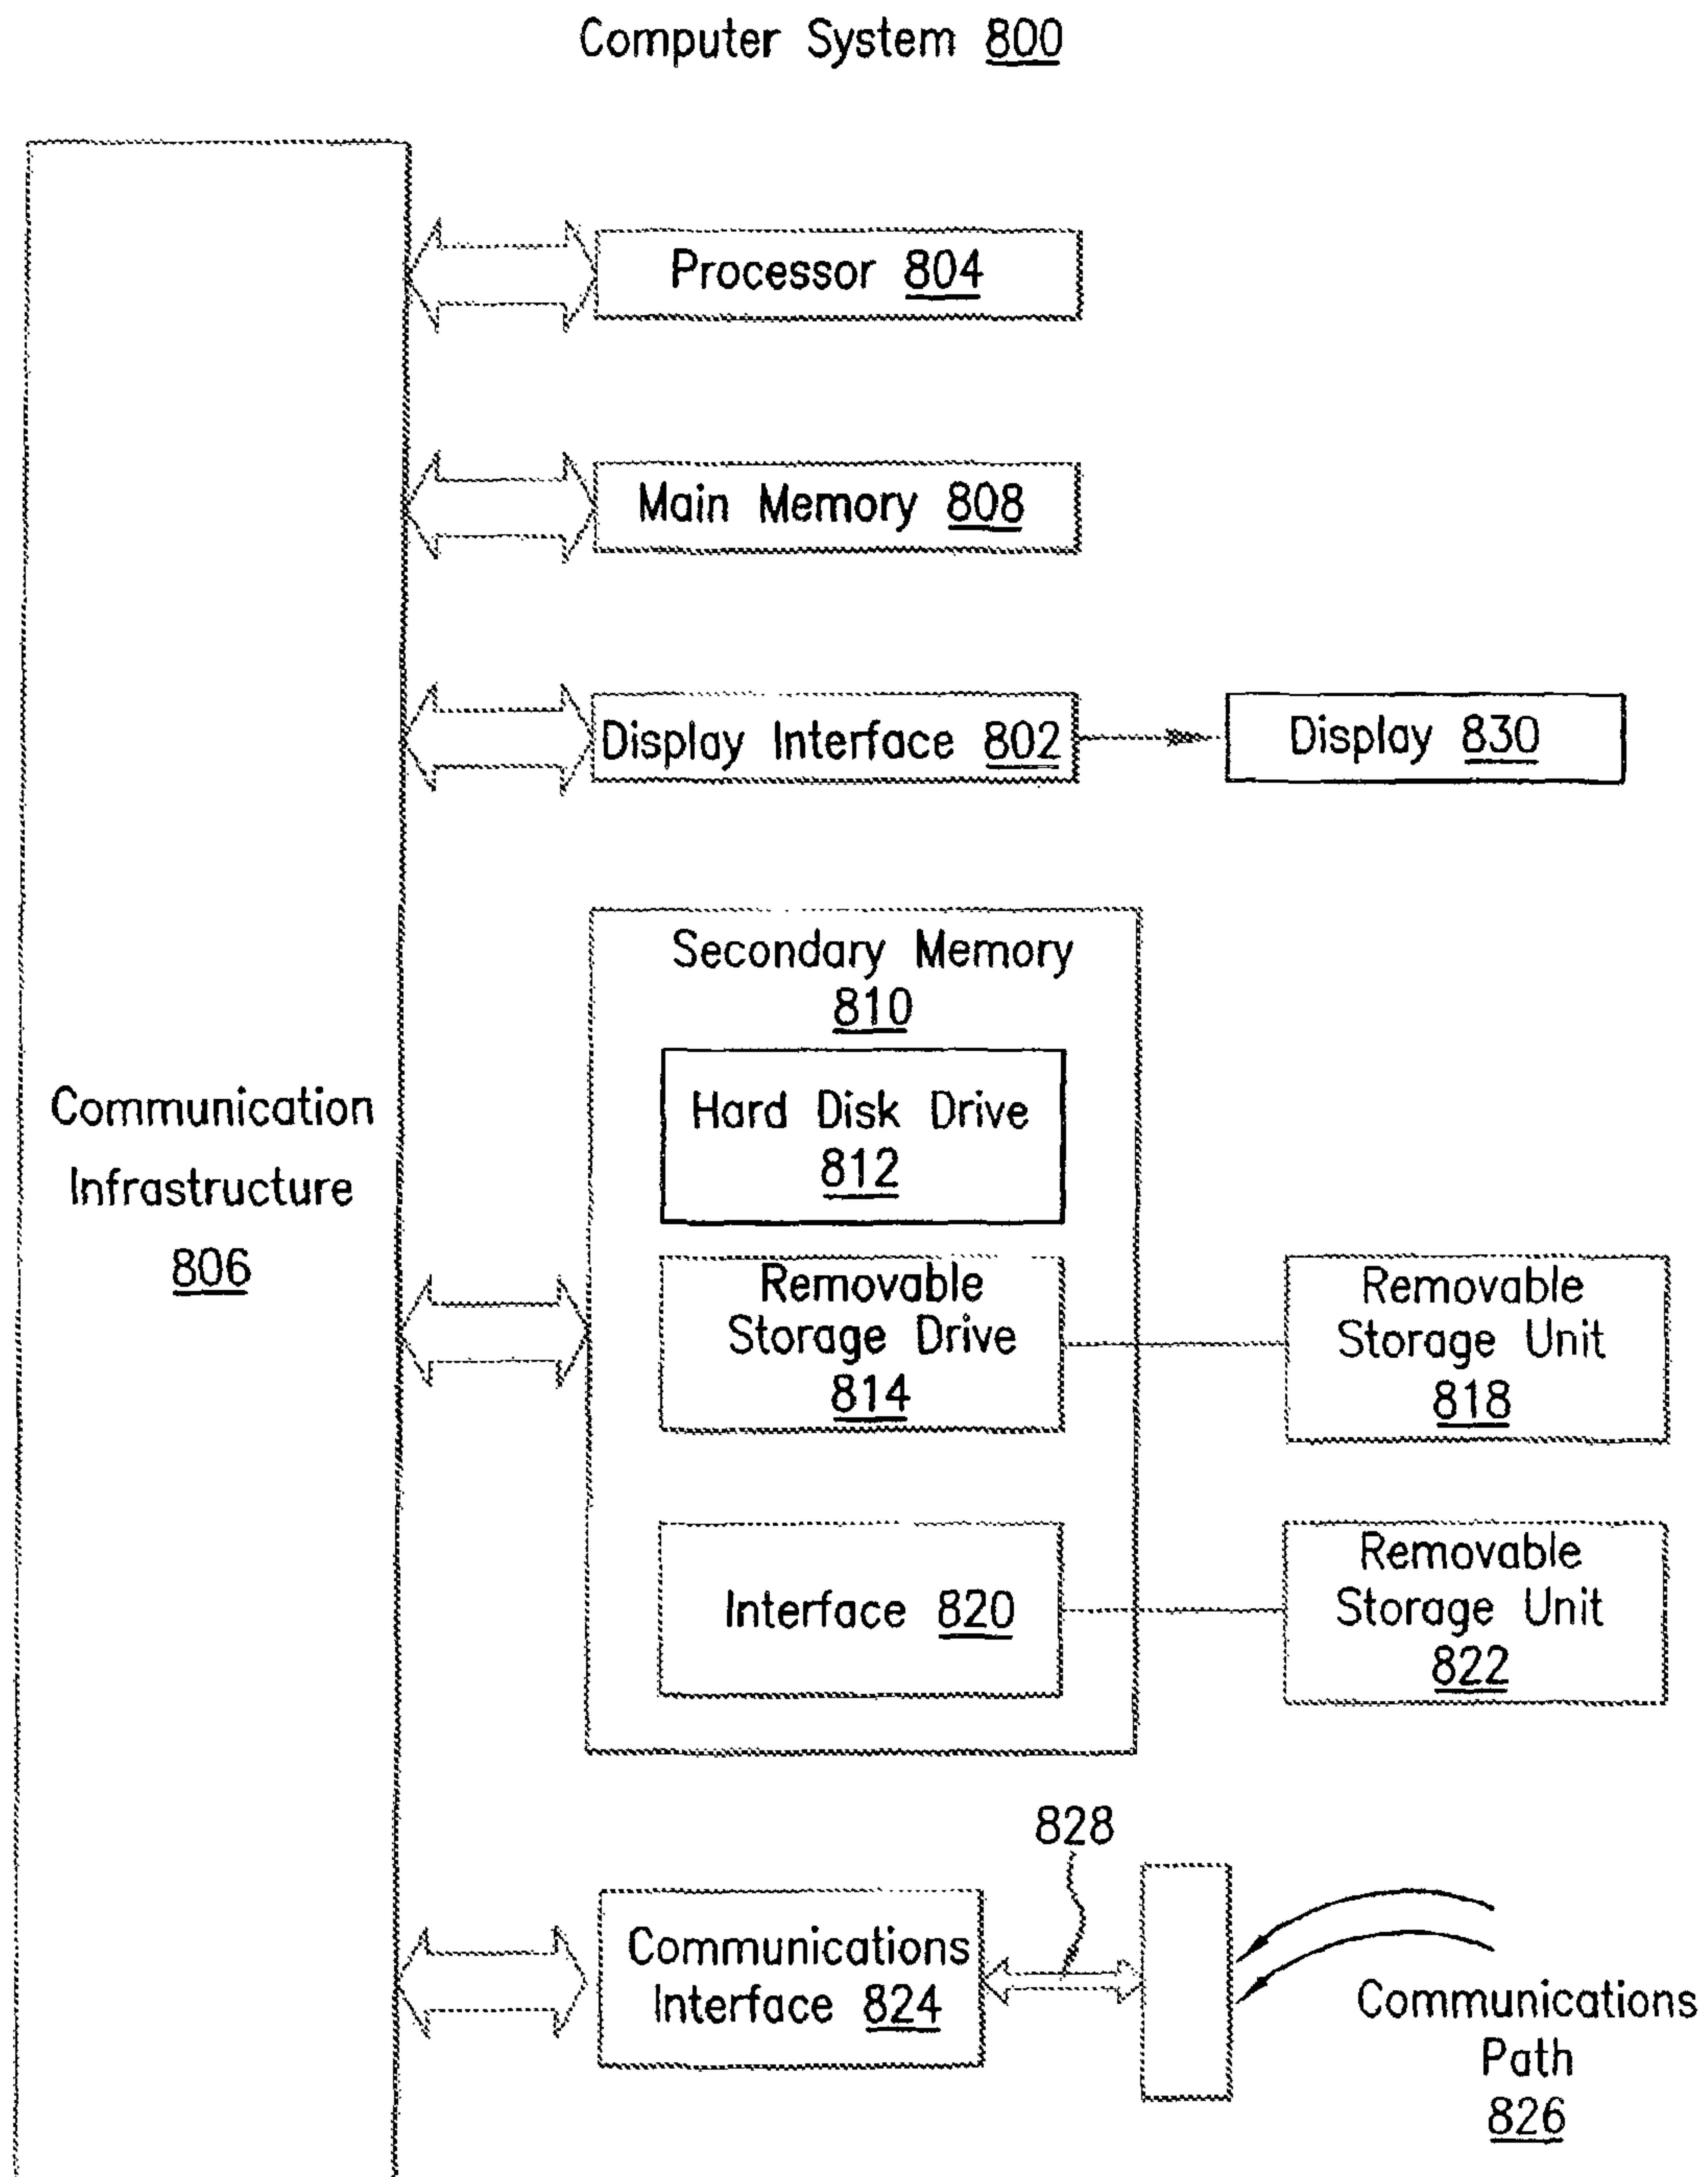 Computer System 800
Processor 804
Main Memory 808
Display Interface 802
Display 830
Secondary Memory
810
Hard Disk Drive
812
Communication
Infrastructure
806
Removable
Storage Drive
814
Removable
Storage Unit
818
Interface 820
Removable
Storage Unit
822
828
Communications
Interface 824
Communications
Path
826